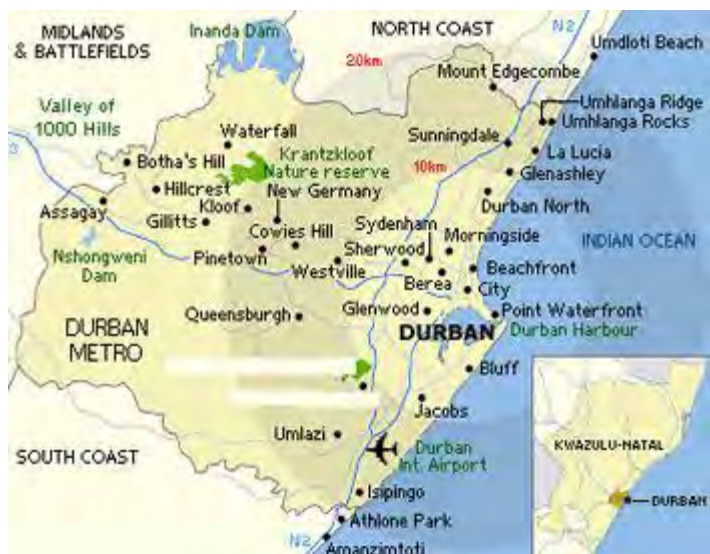 MIDLANDS
& BATTLEFIELDS
Inanda Dam
NORTH COAST
N2
Umdloti Beach
20km
Mount Edgecombe
Valley of
1000 Hills
Umhlanga Ridge
Umhlanga Rocks
Waterfall
Sunningdale
3
Botha's Hill
Krantzkloof
Nature reserve
10km
La Lucia
Glenashley
Hillcrest
New Germany
Assagay
Kloof
Durban North
Gillitts
Cowies Hill
Sydenham
Morningside
INDIAN OCEAN
Nshongweni
Dam
Pinetown
Sherwood
Westville
Berea
Beachfront
City
Queensburgh
Glenwood
Point Waterfront
DURBAN
Durban Harbour
DURBAN
METRO
Bluff
Jacobs
Umlazi
Durban
Int. Airport
KWAZULU-NATAL
SOUTH COAST
Isipingo
DURBAN
Athlone Park
N2
Amanzimtoti